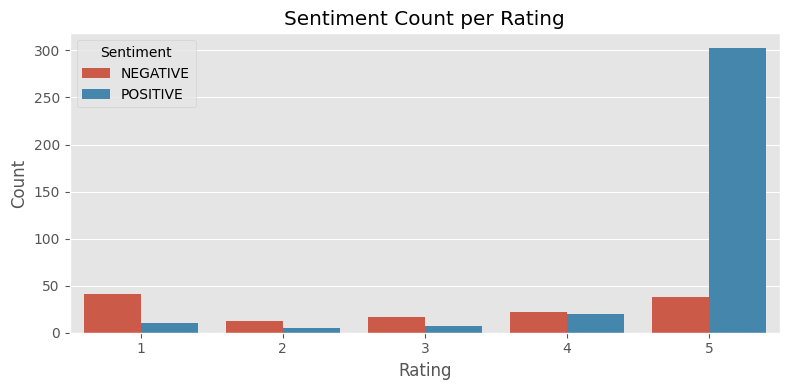 Sentiment Count per Rating
Sentiment
NEGATIVE
POSITIVE
Count
300
250
200
150
100
50
0
1 2 3 4 5
Rating